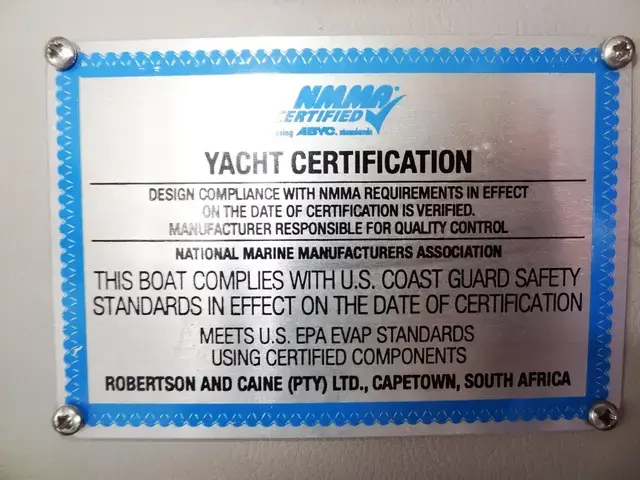 NMMA®
CERTIFIED
using ABYC. standards
YACHT CERTIFICATION
DESIGN COMPLIANCE WITH NMMA REQUIREMENTS IN EFFECT
ON THE DATE OF CERTIFICATION IS VERIFIED.
MANUFACTURER RESPONSIBLE FOR QUALITY CONTROL
NATIONAL MARINE MANUFACTURERS ASSOCIATION
THIS BOAT COMPLIES WITH U.S. COAST GUARD SAFETY
STANDARDS IN EFFECT ON THE DATE OF CERTIFICATION
MEETS U.S. EPA EVAP STANDARDS
USING CERTIFIED COMPONENTS
ROBERTSON AND CAINE (PTY) LTD., CAPETOWN, SOUTH AFRICA